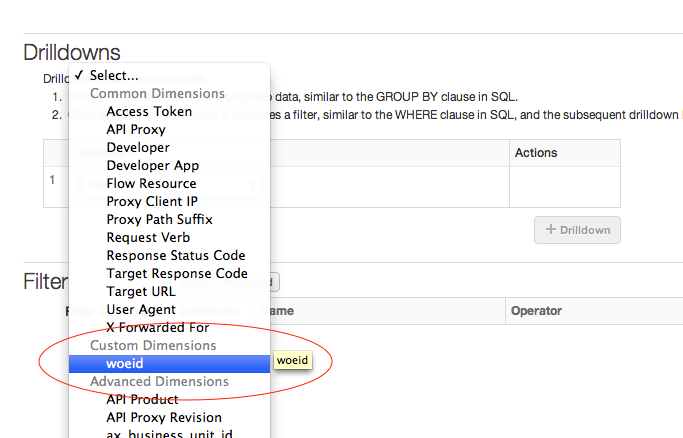 Drilldowns
Drilld
✓ Select...
Common Dimensions
1. group data, similar to the GROUP BY clause in SQL.
Access Token
2. es a filter, similar to the WHERE clause in SQL, and the subsequent drilldown
API Proxy
Developer
Actions
Developer App
1
Flow Resource
Proxy Client IP
Proxy Path Suffix
+ Drilldown
Request Verb
Response Status Code
Filter
Target Response Code
Target URL
User Agent
ame
Operator
X Forwarded For
Custom Dimensions
woeid
woeid
Advanced Dimensions
API Product
API Proxy Revision
ax_business_unit_id